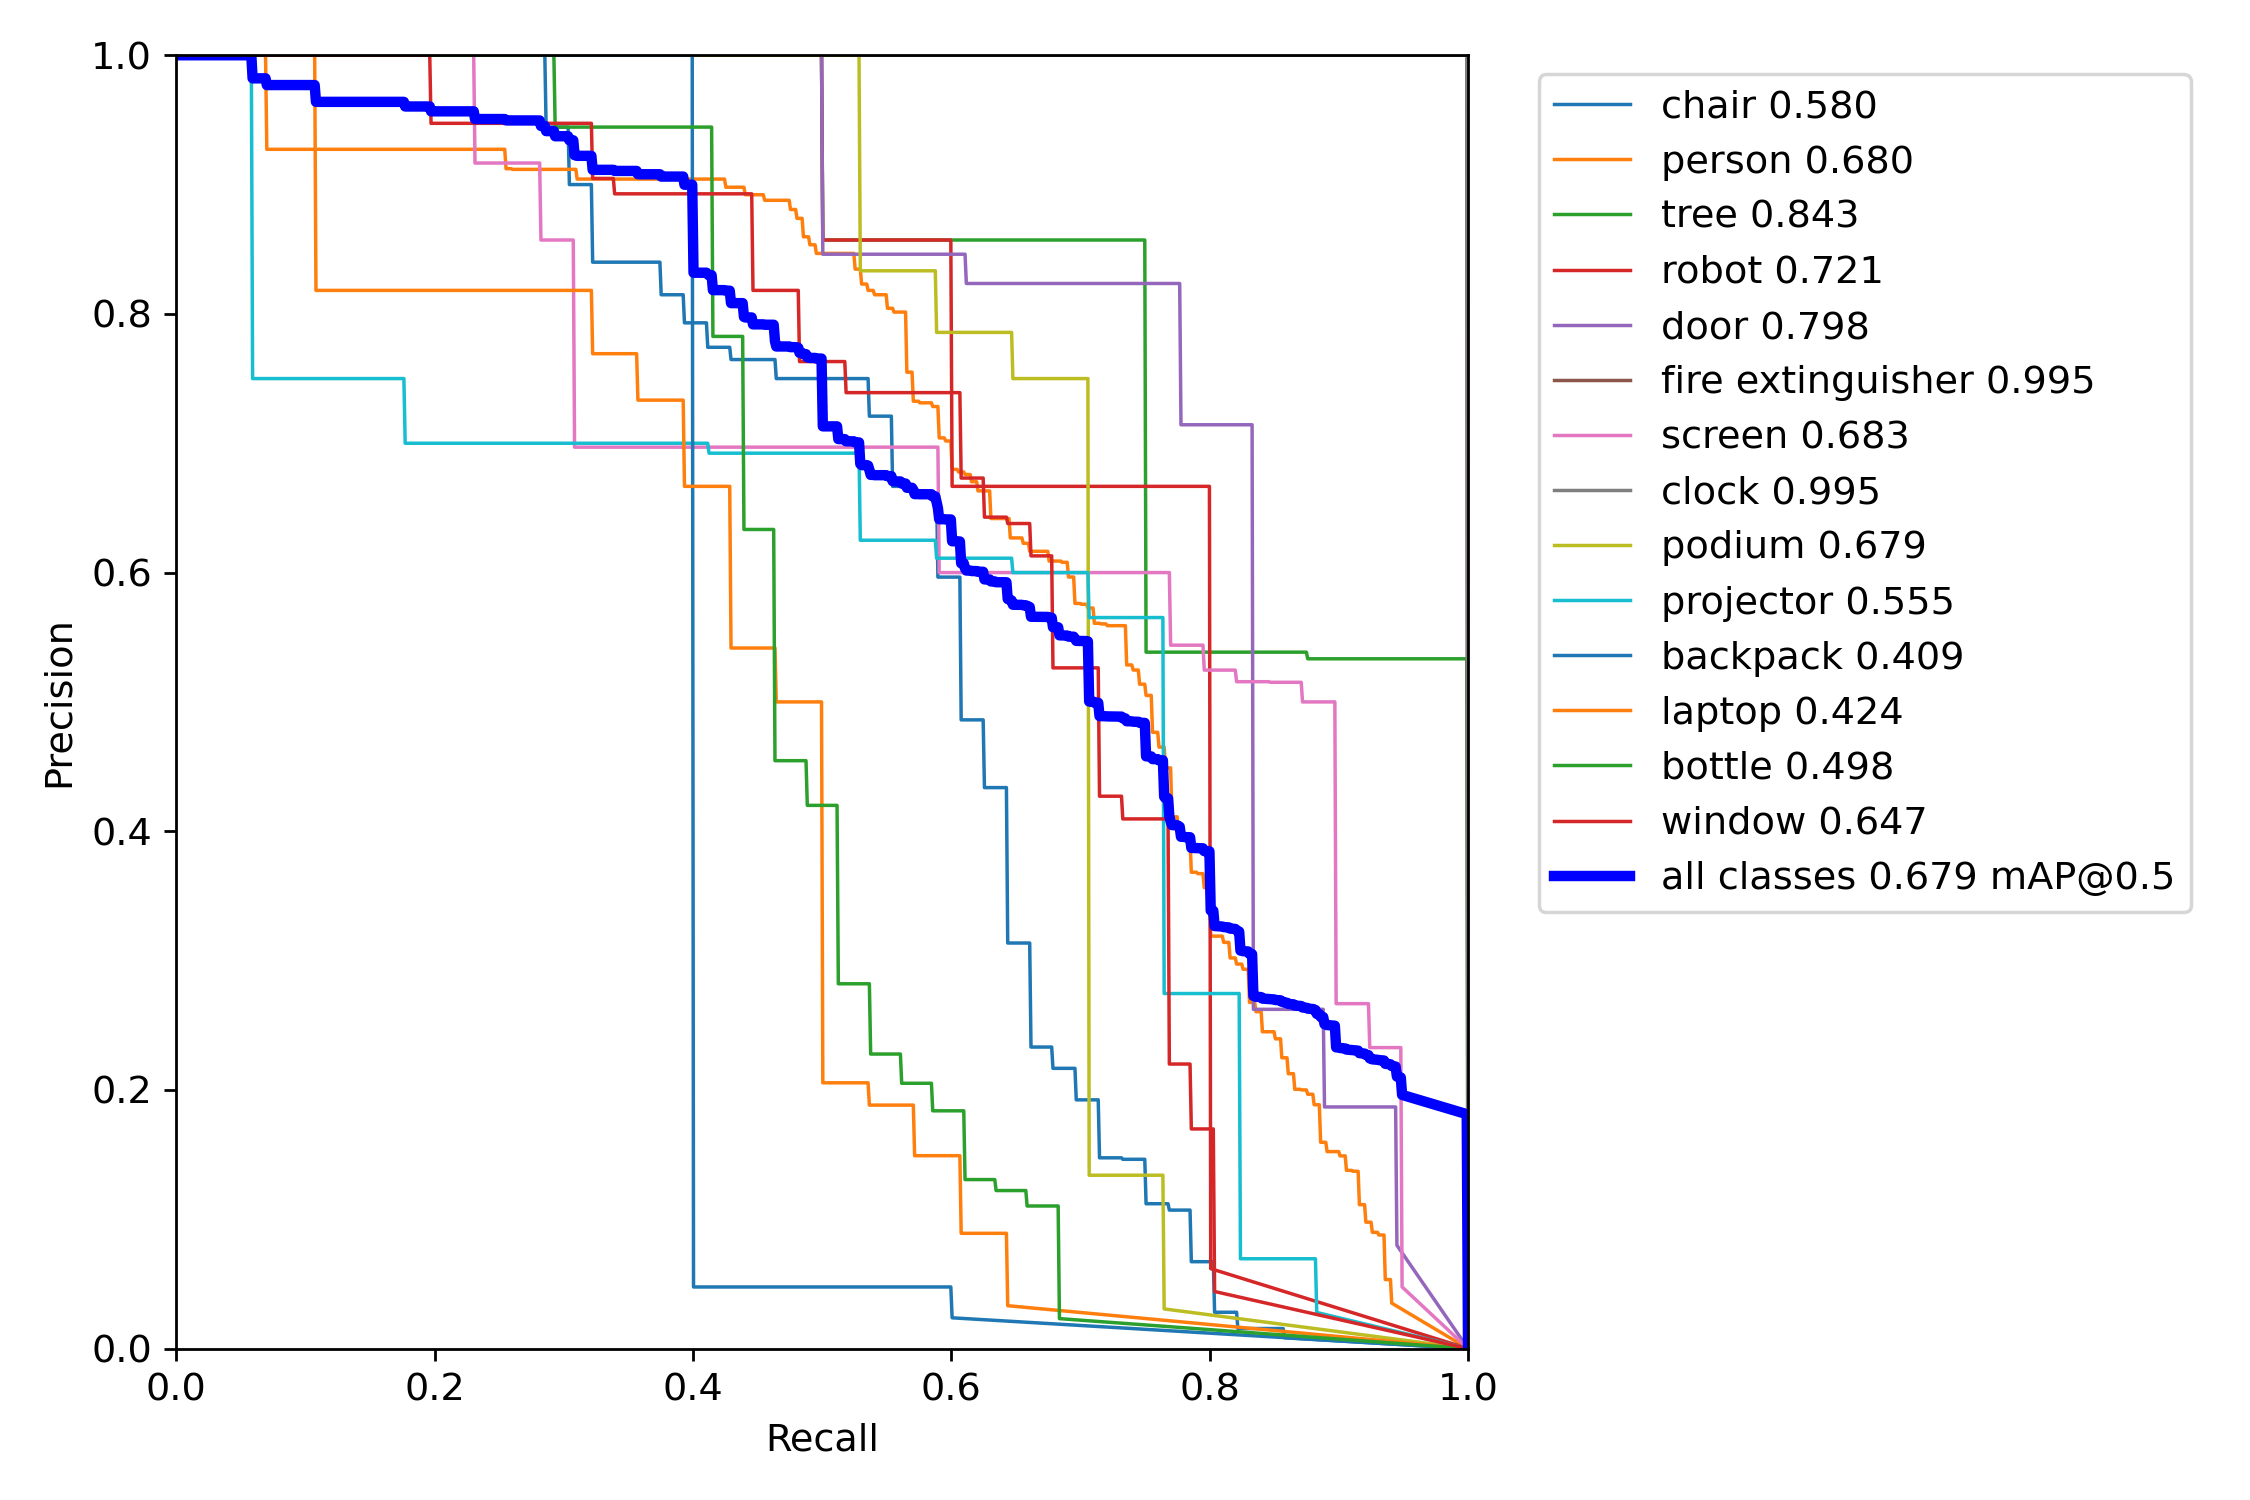 1.0
0.8
0.6
0.4
0.2
0.0
Precision
0.0 0.2 0.4 0.6 0.8 1.0
Recall
chair 0.580
person 0.680
tree 0.843
robot 0.721
door 0.798
fire extinguisher 0.995
screen 0.683
clock 0.995
podium 0.679
projector 0.555
backpack 0.409
laptop 0.424
bottle 0.498
window 0.647
all classes 0.679 mAP@0.5